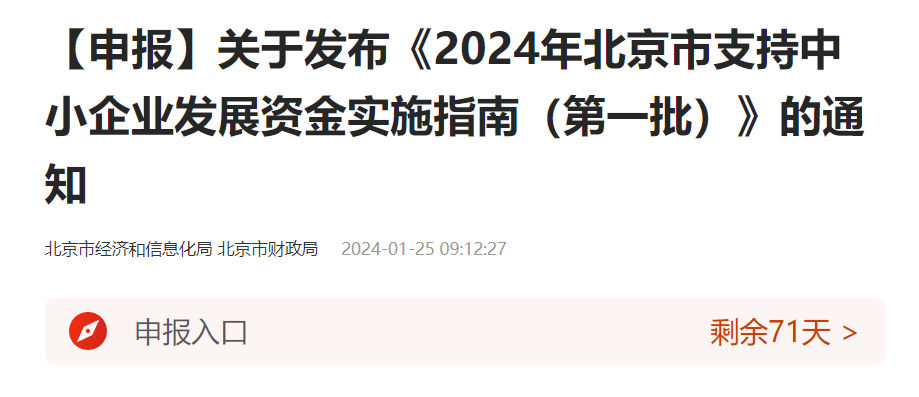 【申报】关于发布《2024年北京市支持中
小企业发展资金实施指南（第一批）》的通
知
北京市经济和信息化局 北京市财政局 2024-01-25 09:12:27
申报入口 剩余71天 >